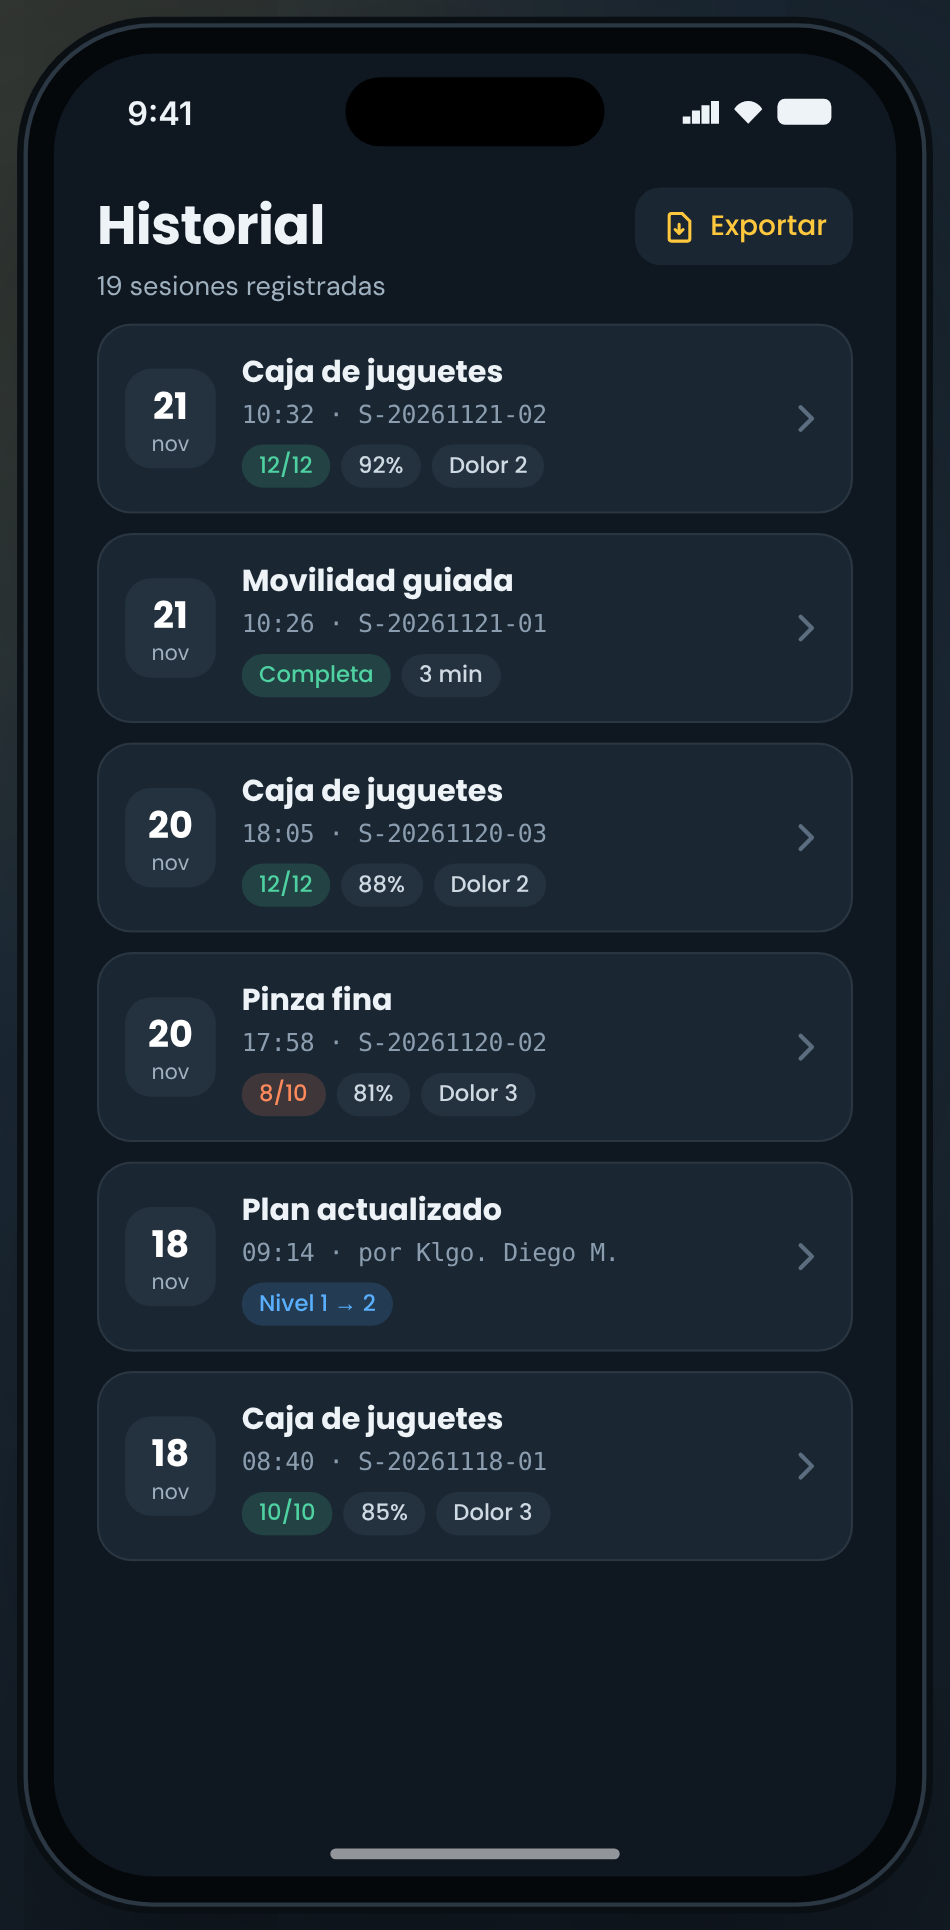 9:41
Historial
Exportar
19 sesiones registradas
21
nov
Caja de juguetes
10:32 · S-20261121-02
12/12 92% Dolor 2
21
nov
Movilidad guiada
10:26 · S-20261121-01
Completa 3 min
20
nov
Caja de juguetes
18:05 · S-20261120-03
12/12 88% Dolor 2
20
nov
Pinza fina
17:58 · S-20261120-02
8/10 81% Dolor 3
18
nov
Plan actualizado
09:14 · por Klgo. Diego M.
Nivel 1 → 2
18
nov
Caja de juguetes
08:40 · S-20261118-01
10/10 85% Dolor 3